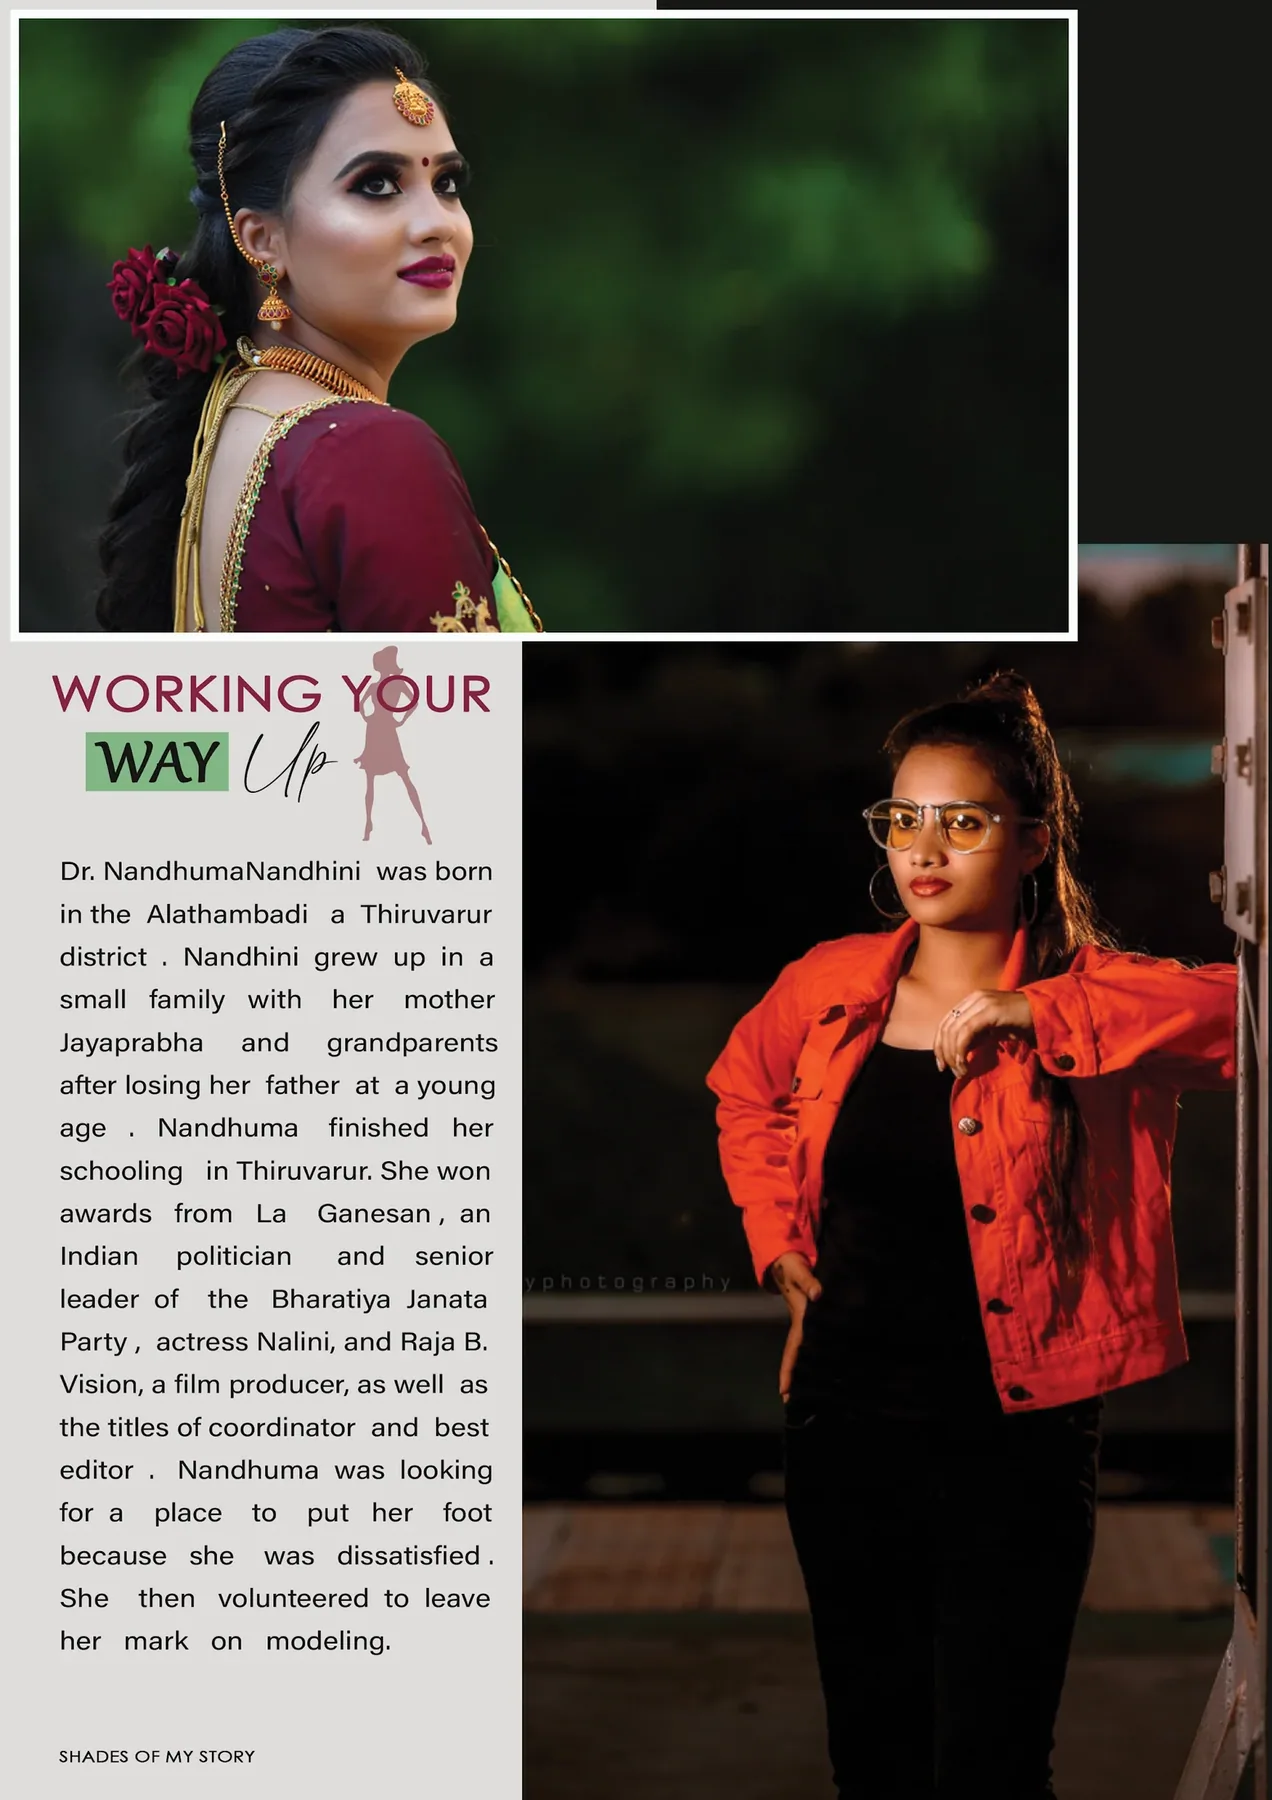 WORKING YOUR
WAY Up
Dr. NandhumaNandhini was born
in the Alathambadi a Thiruvarur
district . Nandhini grew up in a
small family with her mother
Jayaprabha and grandparents
after losing her father at a young
age . Nandhuma finished her
schooling in Thiruvarur. She won
awards from La Ganesan , an
Indian politician and senior
leader of the Bharatiya Janata
Party , actress Nalini, and Raja B.
Vision, a film producer, as well as
the titles of coordinator and best
editor . Nandhuma was looking
for a place to put her foot
because she was dissatisfied .
She then volunteered to leave
her mark on modeling.
yphotography
SHADES OF MY STORY